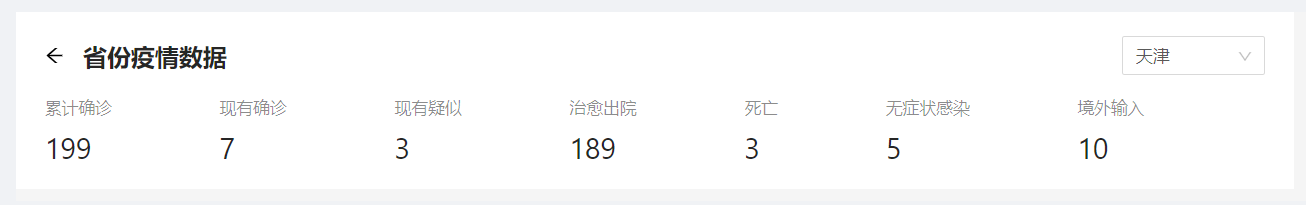 省份疫情数据
天津
累计确诊 现有确诊 现有疑似 治愈出院 死亡 无症状感染 境外输入
199 7 3 189 3 5 10